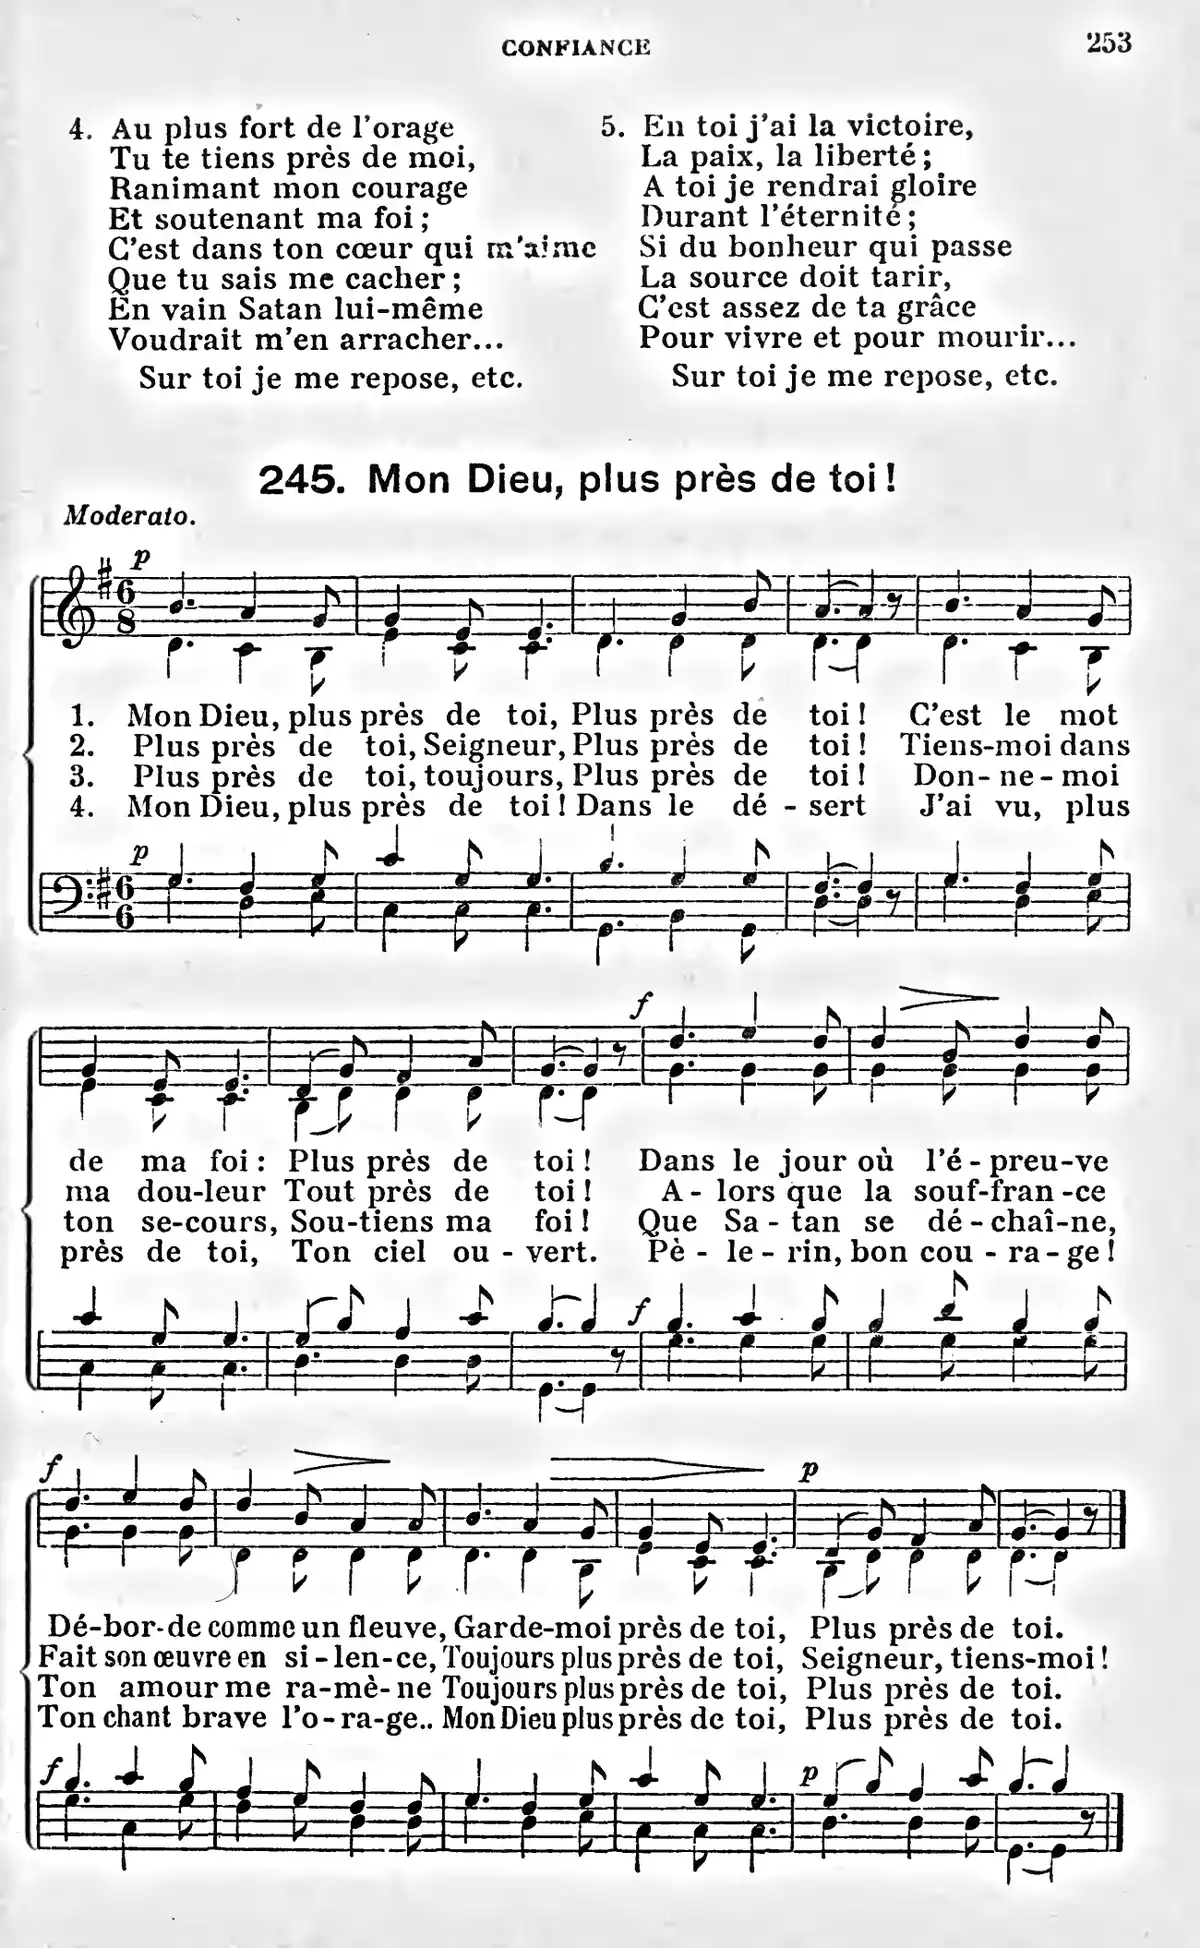 CONFIANCE
253
4. Au plus fort de l'orage
Tu te tiens près de moi,
Ranimant mon courage
Et soutenant ma foi ;
C'est dans ton cœur qui m'aime
Que tu sais me cacher ;
En vain Satan lui-même
Voudrait m'en arracher...
Sur toi je me repose, etc.
5. En toi j'ai la victoire,
La paix, la liberté ;
A toi je rendrai gloire
Durant l'éternité ;
Si du bonheur qui passe
La source doit tarir,
C'est assez de ta grâce
Pour vivre et pour mourir...
Sur toi je me repose, etc.
245. Mon Dieu, plus près de toi !
Moderato.
p
6
8
1. Mon Dieu, plus près de toi, Plus près de toi ! C'est le mot
2. Plus près de toi, Seigneur, Plus près de toi ! Tiens-moi dans
3. Plus près de toi, toujours, Plus près de toi ! Don- ne - moi
4. Mon Dieu, plus près de toi ! Dans le dé - sert J'ai vu, plus
p
6
6
f
de ma foi : Plus près de toi ! Dans le jour où l'é - preu-ve
ma dou-leur Tout près de toi ! A - lors que la souf-fran -ce
ton se-cours, Sou-tiens ma foi ! Que Sa - tan se dé - chaî-ne,
près de toi, Ton ciel ou - vert. Pè - le - rin, bon cou - ra - ge !
f
f
p
Dé-bor-de comme un fleuve, Garde-moi près de toi, Plus près de toi.
Fait son œuvre en si - len-ce, Toujours plus près de toi, Seigneur, tiens-moi !
Ton amour me ra-mè- ne Toujours plus près de toi, Plus près de toi.
Ton chant brave l'o - ra-ge.. Mon Dieu plus près de toi, Plus près de toi.
f
p